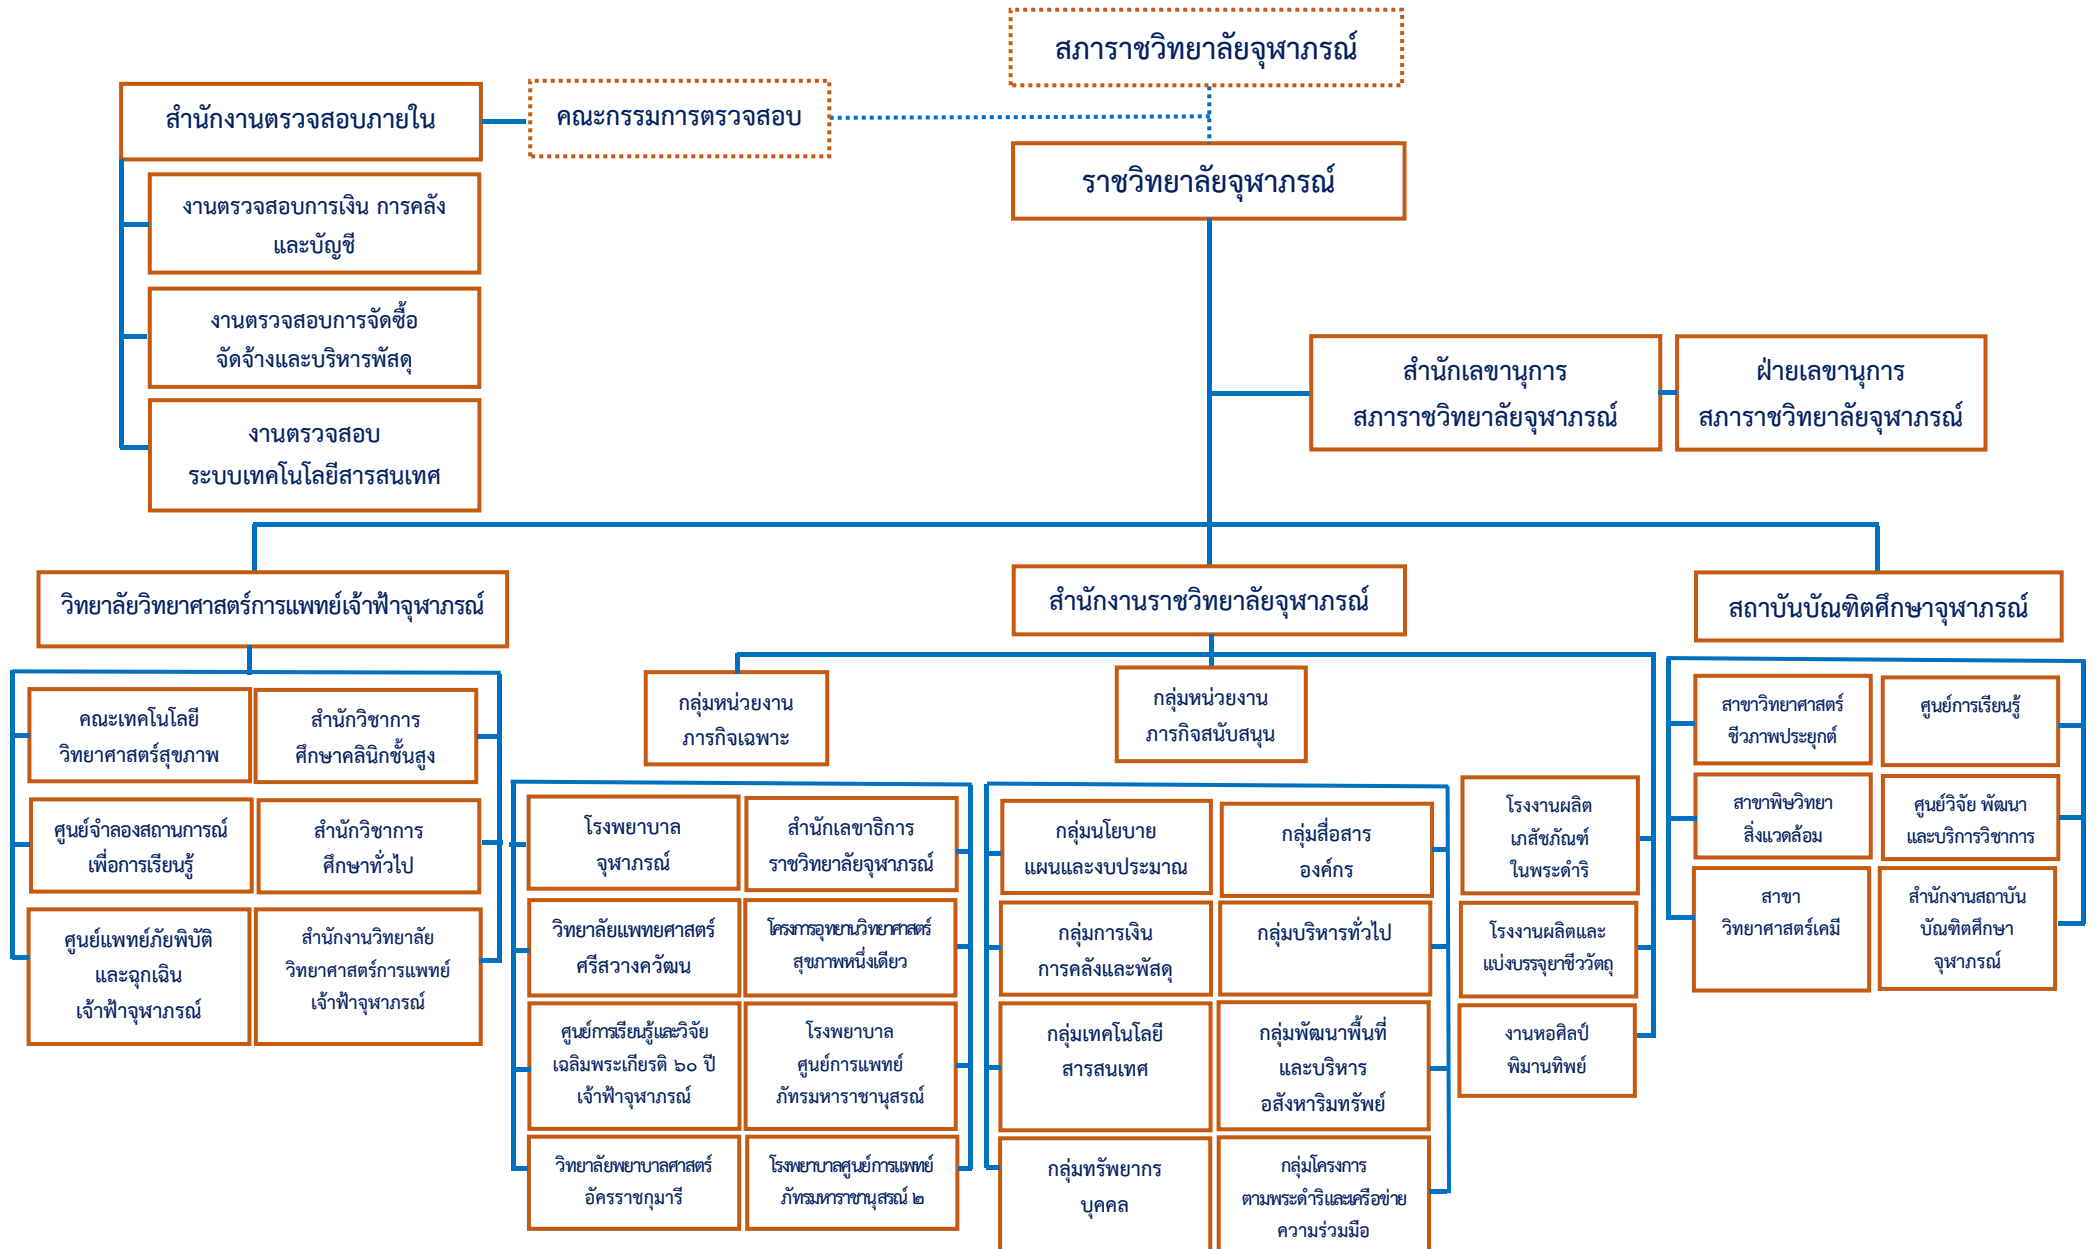 สภาราชวิทยาลัยจุฬาภรณ์
สำนักงานตรวจสอบภายใน
คณะกรรมการตรวจสอบ
ราชวิทยาลัยจุฬาภรณ์
งานตรวจสอบการเงิน การคลัง
และบัญชี
งานตรวจสอบการจัดซื้อ
จัดจ้างและบริหารพัสดุ
งานตรวจสอบ
ระบบเทคโนโลยีสารสนเทศ
สำนักเลขานุการ
สภาราชวิทยาลัยจุฬาภรณ์
ฝ่ายเลขานุการ
สภาราชวิทยาลัยจุฬาภรณ์
วิทยาลัยวิทยาศาสตร์การแพทย์เจ้าฟ้าจุฬาภรณ์
สำนักงานราชวิทยาลัยจุฬาภรณ์
สถาบันบัณฑิตศึกษาจุฬาภรณ์
คณะเทคโนโลยี
วิทยาศาสตร์สุขภาพ
สำนักวิชาการ
ศึกษาคลินิกชั้นสูง
ศูนย์จำลองสถานการณ์
เพื่อการเรียนรู้
สำนักวิชาการ
ศึกษาทั่วไป
ศูนย์แพทย์ภัยพิบัติ
และฉุกเฉิน
เจ้าฟ้าจุฬาภรณ์
สำนักงานวิทยาลัย
วิทยาศาสตร์การแพทย์
เจ้าฟ้าจุฬาภรณ์
กลุ่มหน่วยงาน
ภารกิจเฉพาะ
โรงพยาบาล
จุฬาภรณ์
สำนักเลขาธิการ
ราชวิทยาลัยจุฬาภรณ์
วิทยาลัยแพทยศาสตร์
ศรีสวางควัฒน
โครงการอุทยานวิทยาศาสตร์
สุขภาพหนึ่งเดียว
ศูนย์การเรียนรู้และวิจัย
เฉลิมพระเกียรติ ๖๐ ปี
เจ้าฟ้าจุฬาภรณ์
โรงพยาบาล
ศูนย์การแพทย์
ภัทรมหาราชานุสรณ์
วิทยาลัยพยาบาลศาสตร์
อัครราชกุมารี
โรงพยาบาลศูนย์การแพทย์
ภัทรมหาราชานุสรณ์ ๒
กลุ่มหน่วยงาน
ภารกิจสนับสนุน
กลุ่มนโยบาย
แผนและงบประมาณ
กลุ่มสื่อสาร
องค์กร
กลุ่มการเงิน
การคลังและพัสดุ
กลุ่มบริหารทั่วไป
กลุ่มเทคโนโลยี
สารสนเทศ
กลุ่มพัฒนาพื้นที่
และบริหาร
อสังหาริมทรัพย์
กลุ่มทรัพยากร
บุคคล
กลุ่มโครงการ
ตามพระดำริและเครือข่าย
ความร่วมมือ
โรงงานผลิต
เภสัชภัณฑ์
ในพระดำริ
โรงงานผลิตและ
แบ่งบรรจุยาชีววัตถุ
งานหอศิลป์
พิมานทิพย์
สาขาวิทยาศาสตร์
ชีวภาพประยุกต์
ศูนย์การเรียนรู้
สาขาพิษวิทยา
สิ่งแวดล้อม
ศูนย์วิจัย พัฒนา
และบริการวิชาการ
สาขา
วิทยาศาสตร์เคมี
สำนักงานสถาบัน
บัณฑิตศึกษา
จุฬาภรณ์